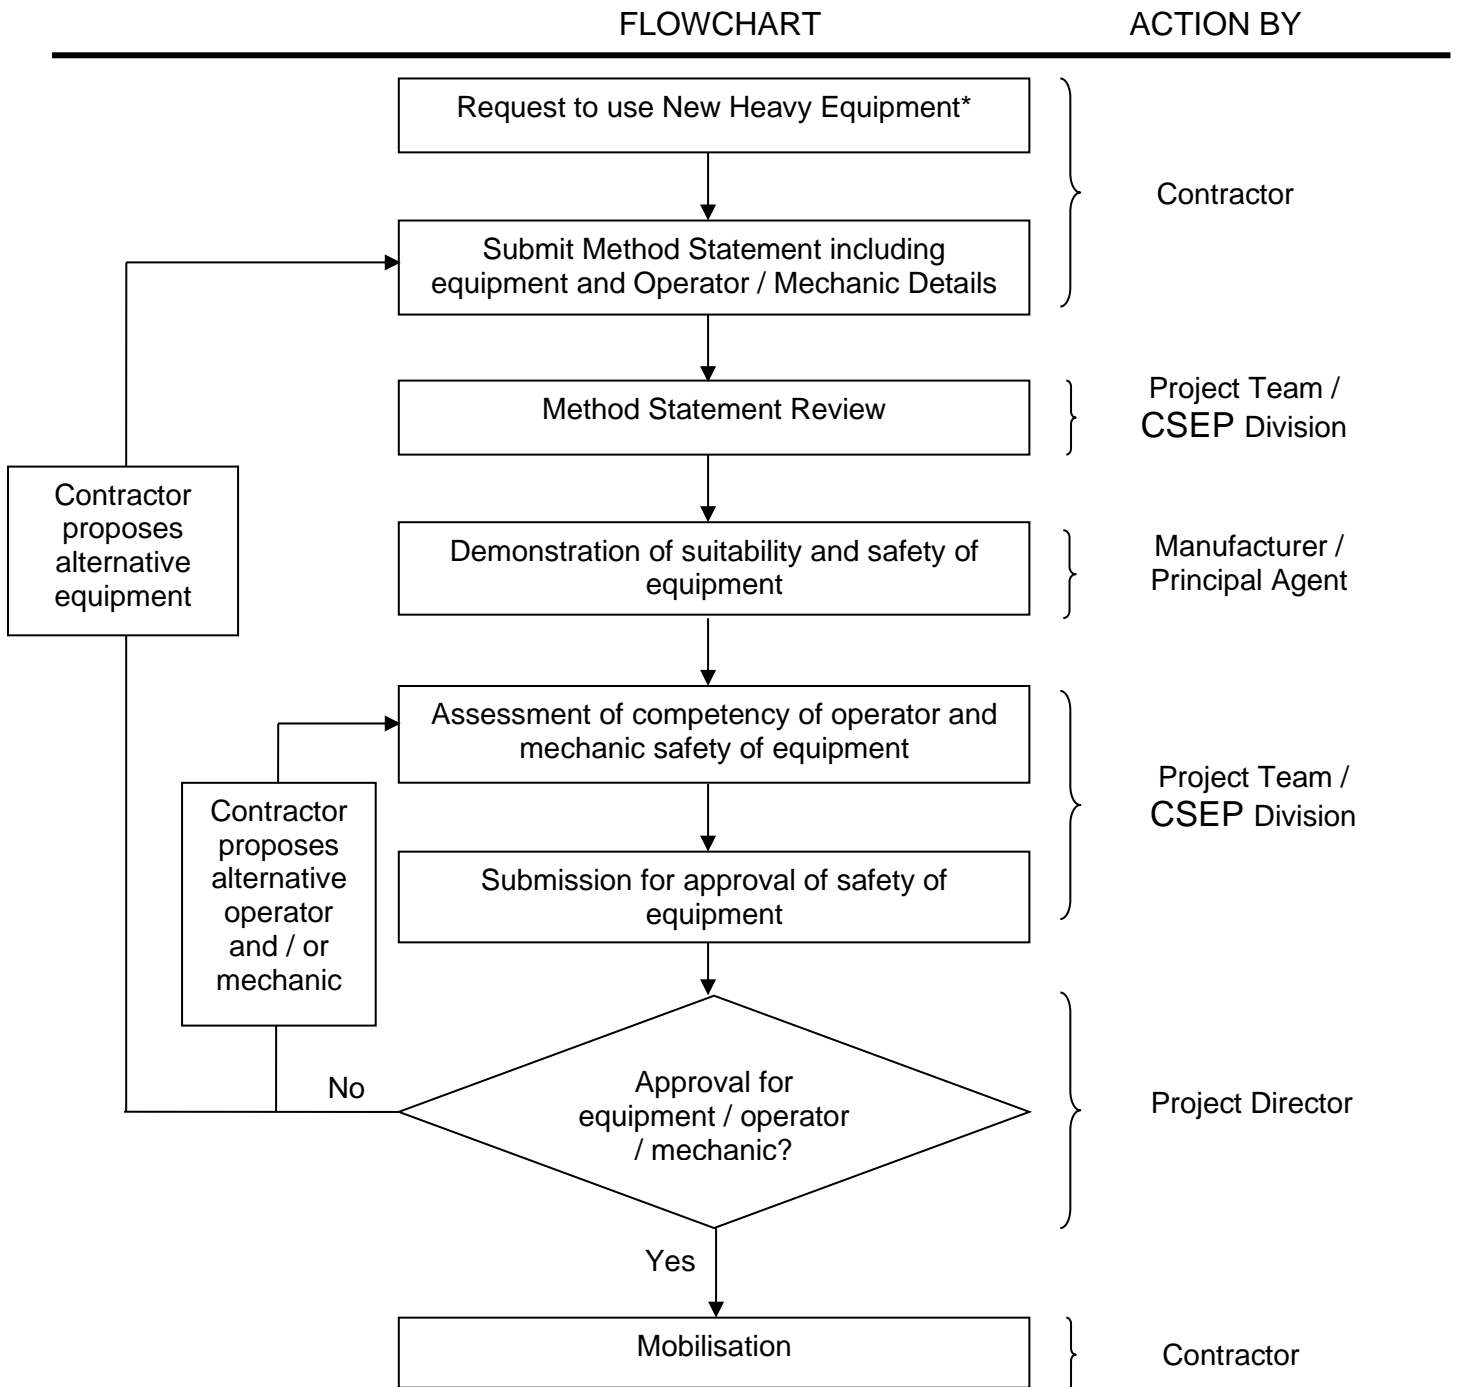 FLOWCHART
ACTION BY
Request to use New Heavy Equipment*
Contractor
Submit Method Statement including
equipment and Operator / Mechanic Details
Method Statement Review
Project Team /
CSEP Division
Contractor
proposes
alternative
equipment
Demonstration of suitability and safety of
equipment
Manufacturer /
Principal Agent
Assessment of competency of operator and
mechanic safety of equipment
Project Team /
CSEP Division
Contractor
proposes
alternative
operator
and / or
mechanic
Submission for approval of safety of
equipment
No
Approval for
equipment / operator
/ mechanic?
Project Director
Yes
Mobilisation
Contractor